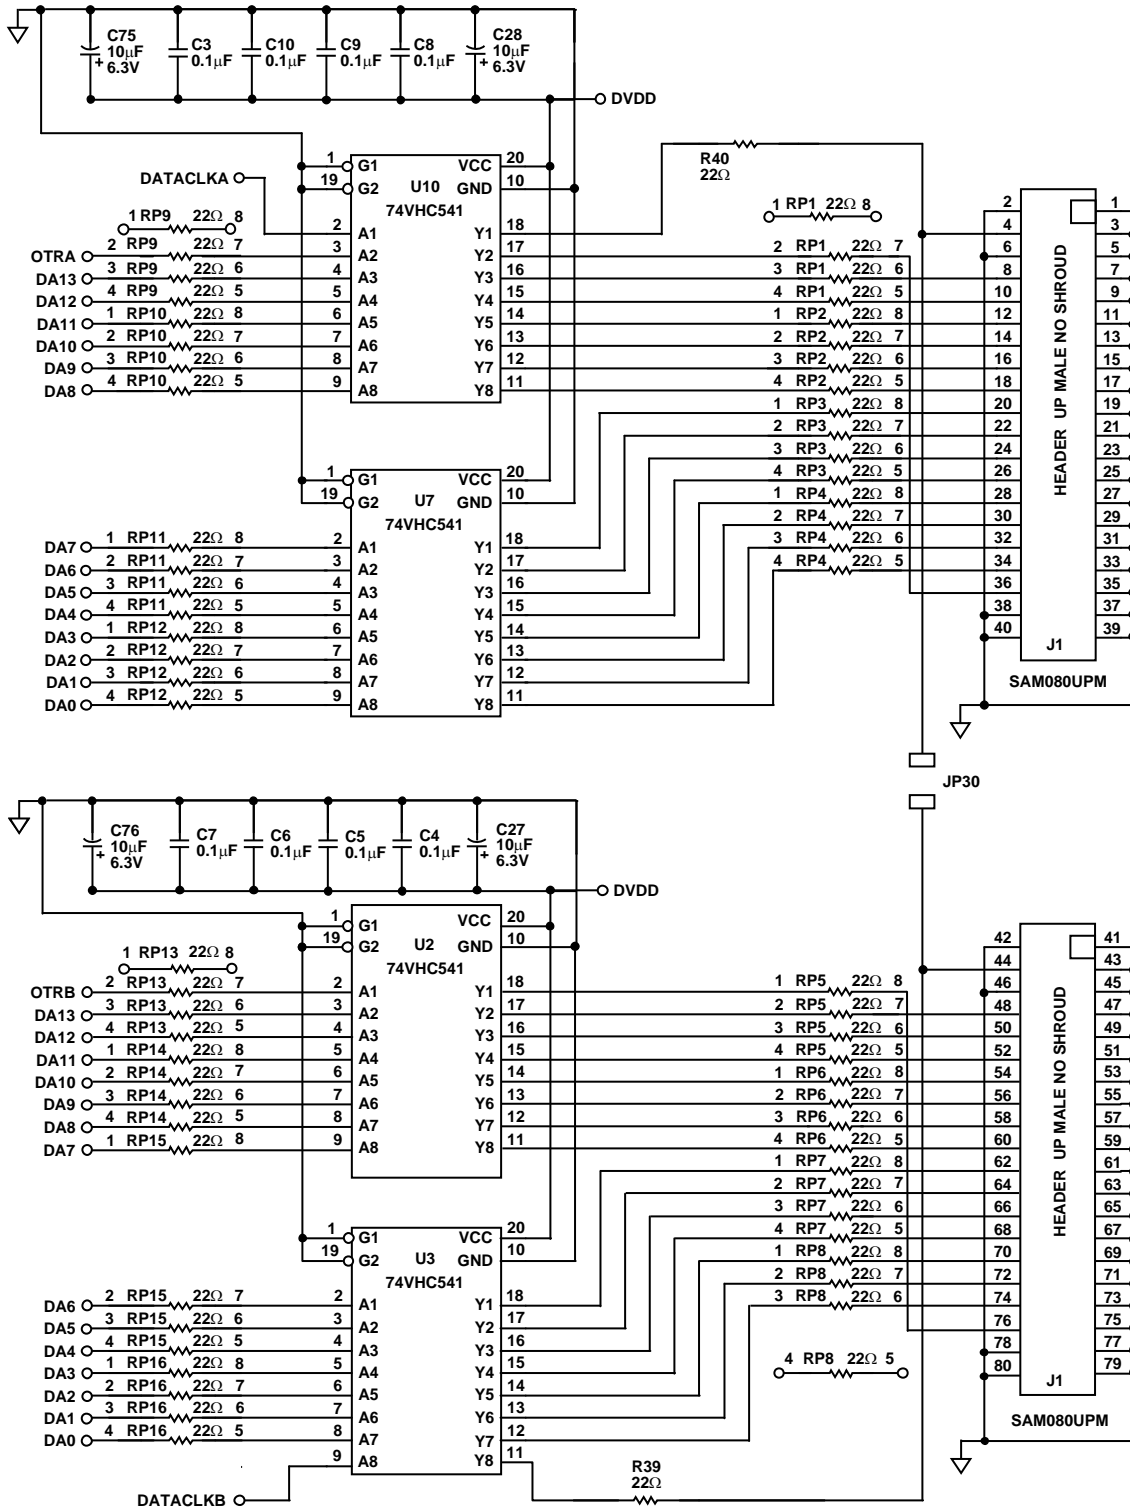 C75 10µF 6.3V +
C3 0.1µF
C10 0.1µF
C9 0.1µF
C8 0.1µF
C28 10µF 6.3V +
DVDD
R40 22Ω
DATACLKA
1 G1 VCC 20
19 G2 U10 GND 10
74VHC541
2 A1 Y1 18
3 A2 Y2 17
4 A3 Y3 16
5 A4 Y4 15
6 A5 Y5 14
7 A6 Y6 13
8 A7 Y7 12
9 A8 Y8 11
1 RP9 22Ω 8
OTRA 2 RP9 22Ω 7
DA13 3 RP9 22Ω 6
DA12 4 RP9 22Ω 5
DA11 1 RP10 22Ω 8
DA10 2 RP10 22Ω 7
DA9 3 RP10 22Ω 6
DA8 4 RP10 22Ω 5
1 RP1 22Ω 8
2 RP1 22Ω 7
3 RP1 22Ω 6
4 RP1 22Ω 5
1 RP2 22Ω 8
2 RP2 22Ω 7
3 RP2 22Ω 6
4 RP2 22Ω 5
1 RP3 22Ω 8
2 RP3 22Ω 7
3 RP3 22Ω 6
4 RP3 22Ω 5
1 RP4 22Ω 8
2 RP4 22Ω 7
3 RP4 22Ω 6
4 RP4 22Ω 5
1 G1 VCC 20
19 G2 U7 GND 10
74VHC541
2 A1 Y1 18
3 A2 Y2 17
4 A3 Y3 16
5 A4 Y4 15
6 A5 Y5 14
7 A6 Y6 13
8 A7 Y7 12
9 A8 Y8 11
DA7 1 RP11 22Ω 8
DA6 2 RP11 22Ω 7
DA5 3 RP11 22Ω 6
DA4 4 RP11 22Ω 5
DA3 1 RP12 22Ω 8
DA2 2 RP12 22Ω 7
DA1 3 RP12 22Ω 6
DA0 4 RP12 22Ω 5
2 1
4 3
6 5
8 7
10 9
12 11
14 13
16 15
18 17
20 19
22 21
24 23
26 25
28 27
30 29
32 31
34 33
36 35
38 37
40 39
HEADER UP MALE NO SHROUD
J1
SAM080UPM
JP30
C76 10µF 6.3V +
C7 0.1µF
C6 0.1µF
C5 0.1µF
C4 0.1µF
C27 10µF 6.3V +
DVDD
1 G1 VCC 20
19 G2 U2 GND 10
74VHC541
2 A1 Y1 18
3 A2 Y2 17
4 A3 Y3 16
5 A4 Y4 15
6 A5 Y5 14
7 A6 Y6 13
8 A7 Y7 12
9 A8 Y8 11
1 RP13 22Ω 8
OTRB 2 RP13 22Ω 7
DA13 3 RP13 22Ω 6
DA12 4 RP13 22Ω 5
DA11 1 RP14 22Ω 8
DA10 2 RP14 22Ω 7
DA9 3 RP14 22Ω 6
DA8 4 RP14 22Ω 5
DA7 1 RP15 22Ω 8
1 RP5 22Ω 8
2 RP5 22Ω 7
3 RP5 22Ω 6
4 RP5 22Ω 5
1 RP6 22Ω 8
2 RP6 22Ω 7
3 RP6 22Ω 6
4 RP6 22Ω 5
1 RP7 22Ω 8
2 RP7 22Ω 7
3 RP7 22Ω 6
4 RP7 22Ω 5
1 RP8 22Ω 8
2 RP8 22Ω 7
3 RP8 22Ω 6
4 RP8 22Ω 5
1 G1 VCC 20
19 G2 U3 GND 10
74VHC541
2 A1 Y1 18
3 A2 Y2 17
4 A3 Y3 16
5 A4 Y4 15
6 A5 Y5 14
7 A6 Y6 13
8 A7 Y7 12
9 A8 Y8 11
DA6 2 RP15 22Ω 7
DA5 3 RP15 22Ω 6
DA4 4 RP15 22Ω 5
DA3 1 RP16 22Ω 8
DA2 2 RP16 22Ω 7
DA1 3 RP16 22Ω 6
DA0 4 RP16 22Ω 5
DATACLKB
R39 22Ω
42 41
44 43
46 45
48 47
50 49
52 51
54 53
56 55
58 57
60 59
62 61
64 63
66 65
68 67
70 69
72 71
74 73
76 75
78 77
80 79
HEADER UP MALE NO SHROUD
J1
SAM080UPM